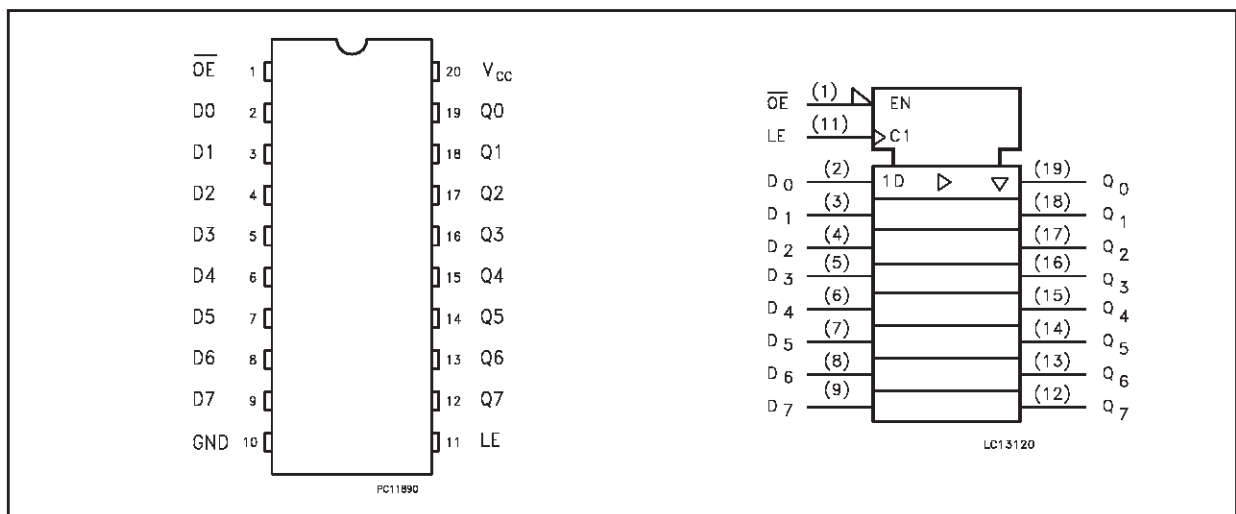 O̅E̅ 1 20 VCC
D0 2 19 Q0
D1 3 18 Q1
D2 4 17 Q2
D3 5 16 Q3
D4 6 15 Q4
D5 7 14 Q5
D6 8 13 Q6
D7 9 12 Q7
GND 10 11 LE
PC11890
O̅E̅ (1) EN
LE (11) C1
D0 (2) 1D (19) Q0
D1 (3) (18) Q1
D2 (4) (17) Q2
D3 (5) (16) Q3
D4 (6) (15) Q4
D5 (7) (14) Q5
D6 (8) (13) Q6
D7 (9) (12) Q7
LC13120